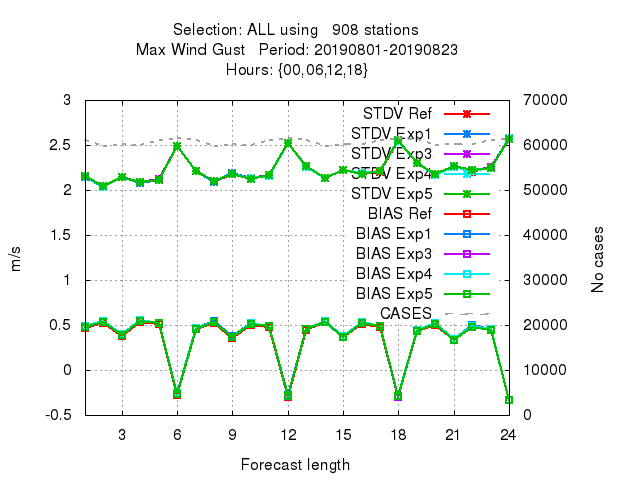 Selection: ALL using   908 stations
Max Wind Gust   Period: 20190801-20190823
Hours: {00,06,12,18}
3
2.5
2
1.5
1
0.5
0
-0.5
70000
60000
50000
40000
30000
20000
10000
0
m/s
No cases
STDV Ref
STDV Exp1
STDV Exp3
STDV Exp4
STDV Exp5
BIAS Ref
BIAS Exp1
BIAS Exp3
BIAS Exp4
BIAS Exp5
CASES
3 6 9 12 15 18 21 24
Forecast length